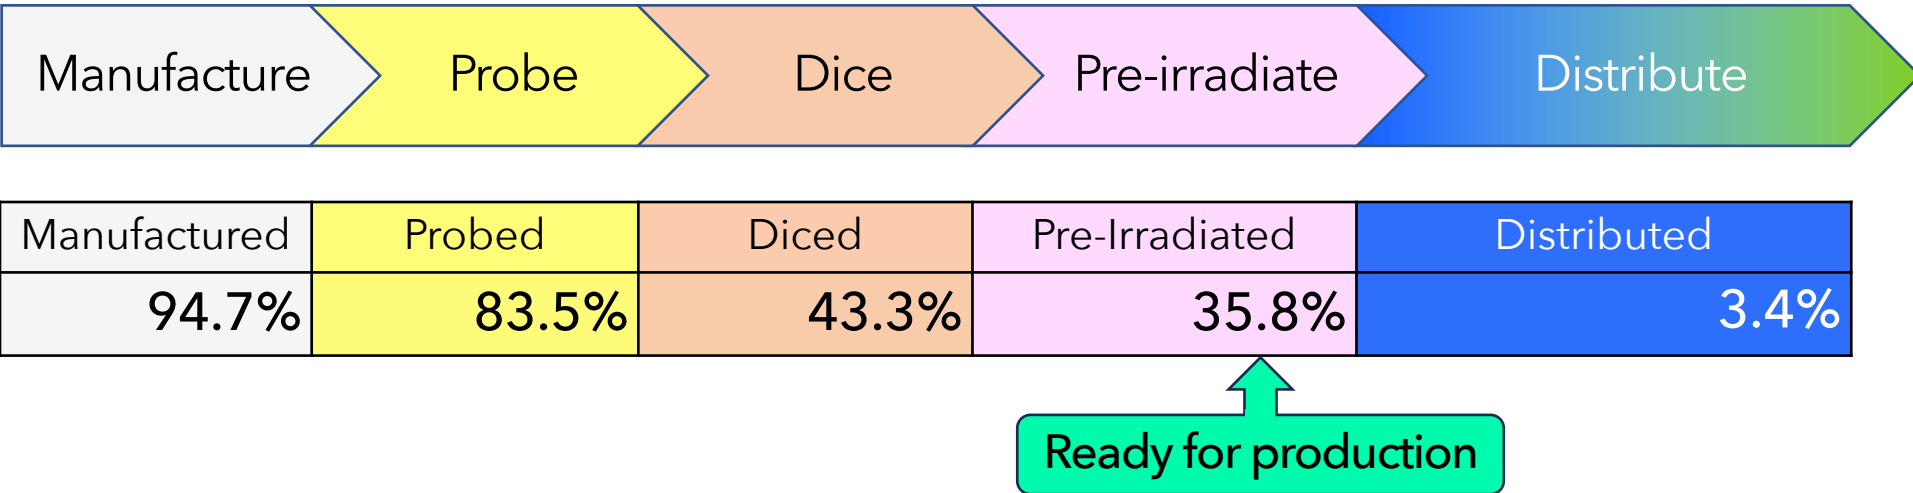 Manufacture Probe Dice Pre-irradiate Distribute
Manufactured Probed Diced Pre-Irradiated Distributed
94.7% 83.5% 43.3% 35.8% 3.4%
Ready for production